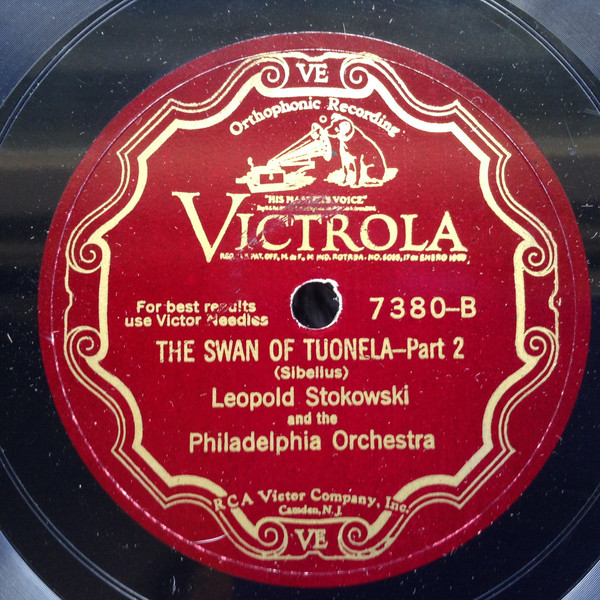 VE
Orthophonic Recording
"HIS MASTER'S VOICE"
VICTROLA
For best results
use Victor Needles
7380-B
THE SWAN OF TUONELA—Part 2
(Sibelius)
Leopold Stokowski
and the
Philadelphia Orchestra
RCA Victor Company, Inc.
Camden, N. J.
VE